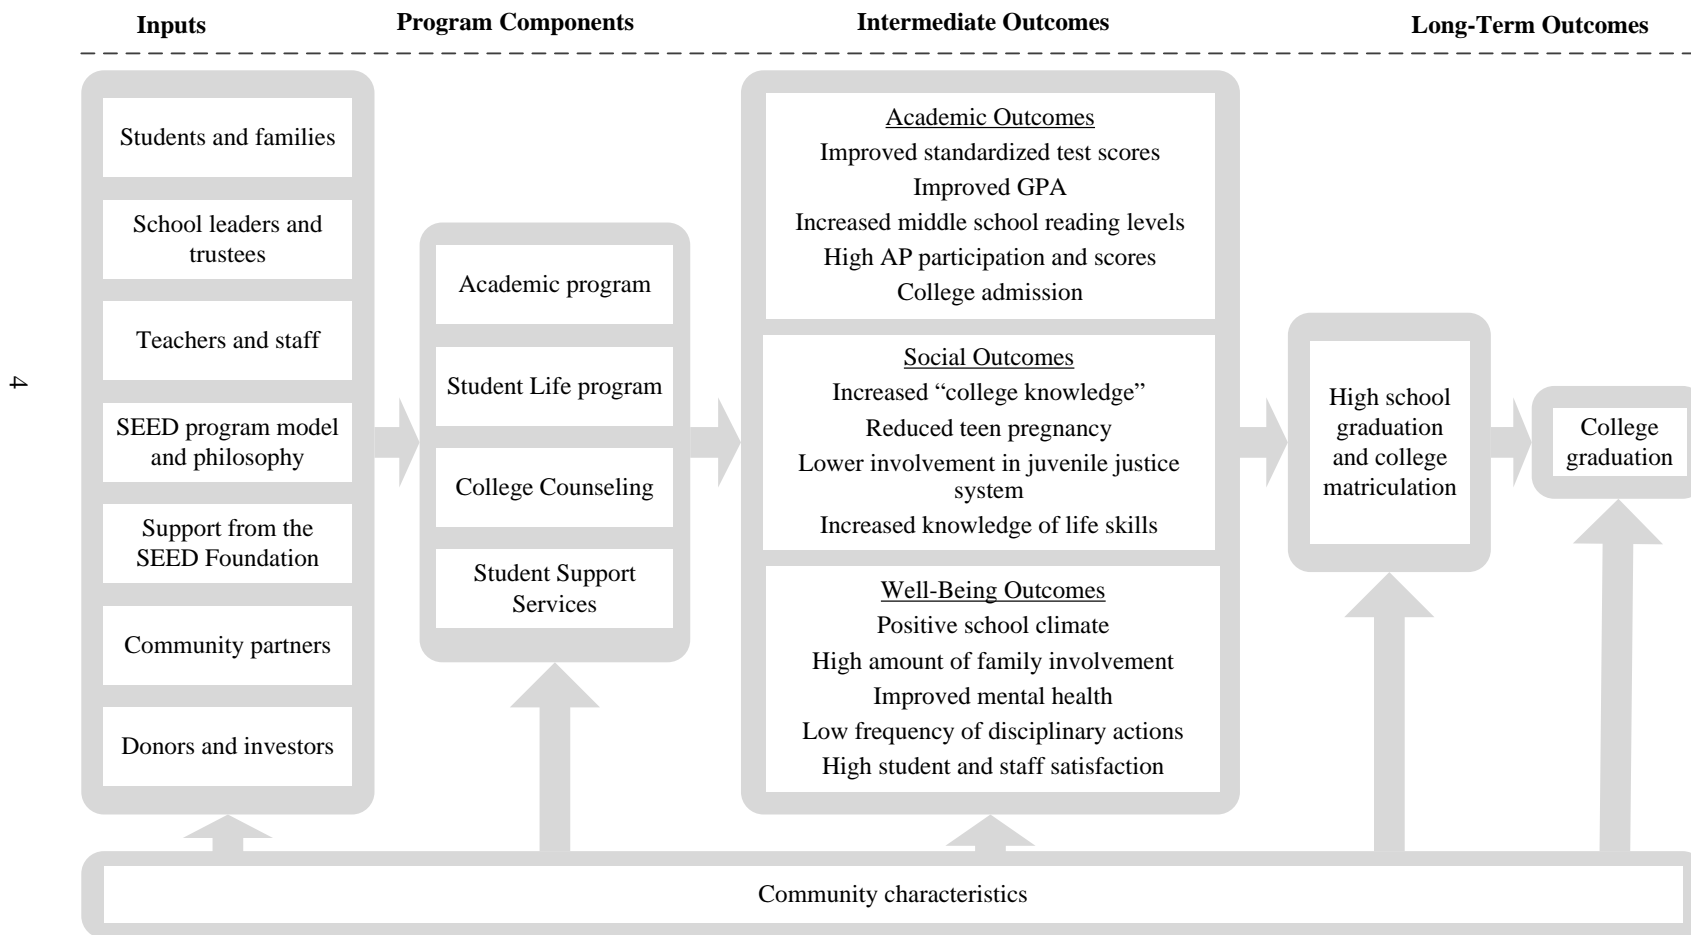 Inputs
Program Components
Intermediate Outcomes
Long-Term Outcomes
Students and families
School leaders and
trustees
Teachers and staff
SEED program model
and philosophy
Support from the
SEED Foundation
Community partners
Donors and investors
Academic program
Student Life program
College Counseling
Student Support
Services
Academic Outcomes
Improved standardized test scores
Improved GPA
Increased middle school reading levels
High AP participation and scores
College admission
Social Outcomes
Increased “college knowledge”
Reduced teen pregnancy
Lower involvement in juvenile justice
system
Increased knowledge of life skills
Well-Being Outcomes
Positive school climate
High amount of family involvement
Improved mental health
Low frequency of disciplinary actions
High student and staff satisfaction
High school
graduation
and college
matriculation
College
graduation
Community characteristics
4